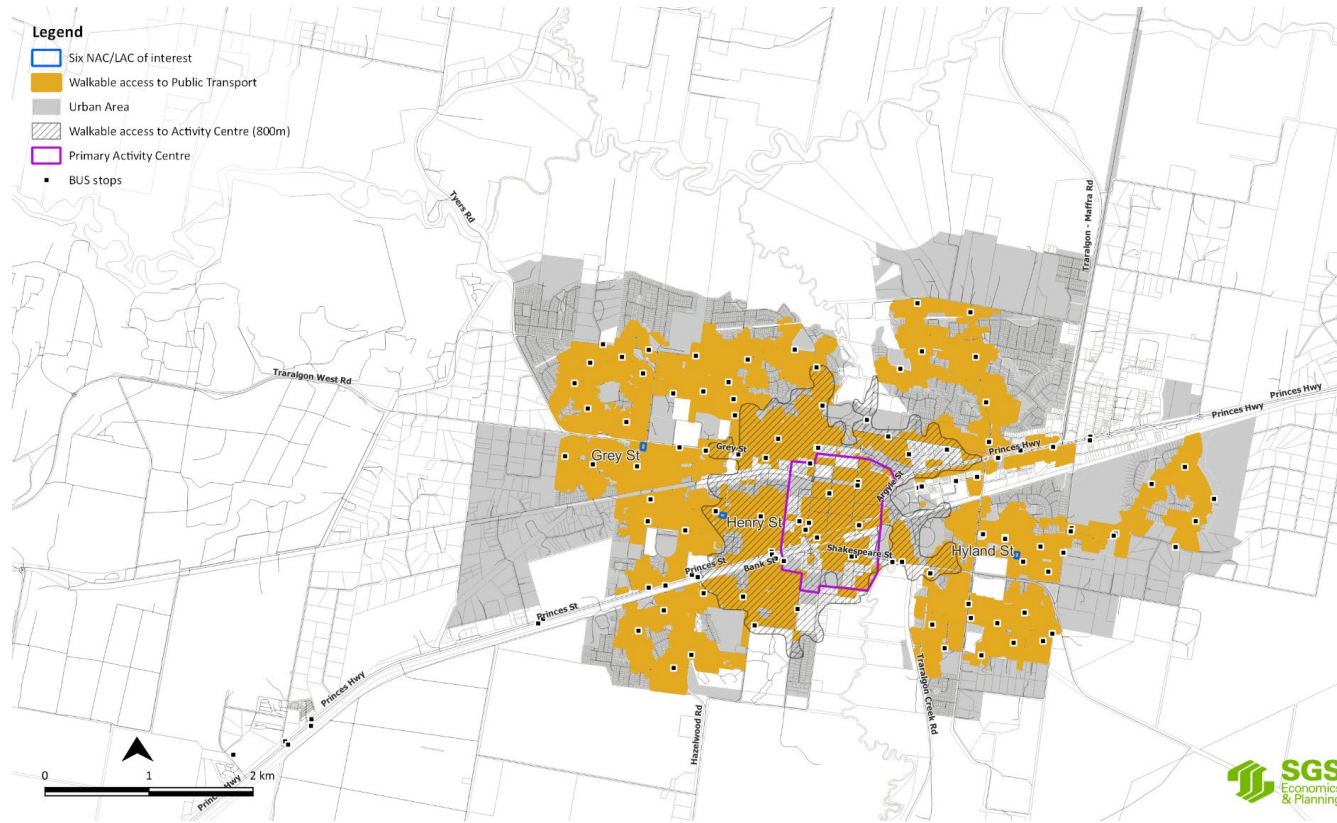 Legend
Six NAC/LAC of interest
Walkable access to Public Transport
Urban Area
Walkable access to Activity Centre (800m)
Primary Activity Centre
BUS stops
Tyers Rd
Traralgon - Maffra Rd
Traralgon West Rd
Princes Hwy
Princes Hwy
Princes Hwy
Grey St
Grey St
Argyle St
Henry St
Shakespeare St
Hyland St
Princes St
Bank St
Princes St
Traralgon Creek Rd
Princes Hwy
Hazelwood Rd
Princes Hwy
0 1 2 km
SGS
Economics
& Planning